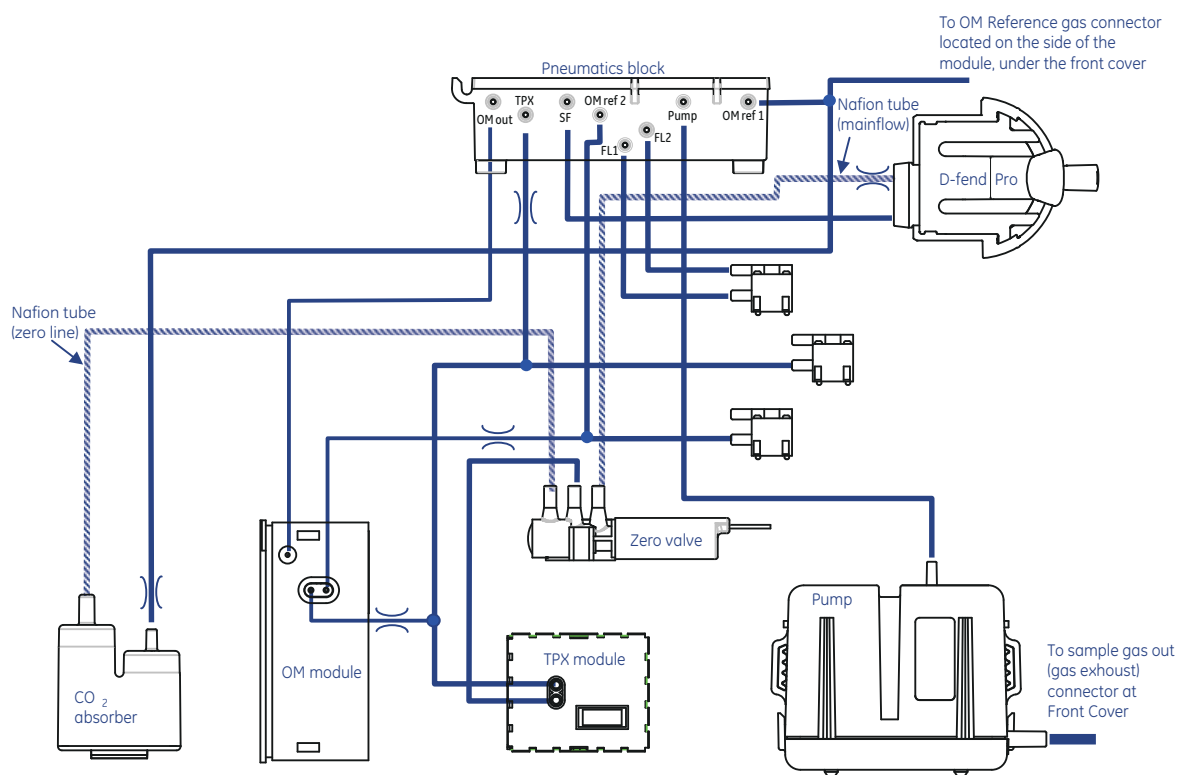 To OM Reference gas connector
located on the side of the
module, under the front cover
Pneumatics block
OM out
TPX
SF
OM ref 2
FL1
FL2
Pump
OM ref 1
Nafion tube
(mainflow)
D-fend Pro
Nafion tube
(zero line)
Zero valve
Pump
OM module
TPX module
CO 2
absorber
To sample gas out
(gas exhoust)
connector at
Front Cover